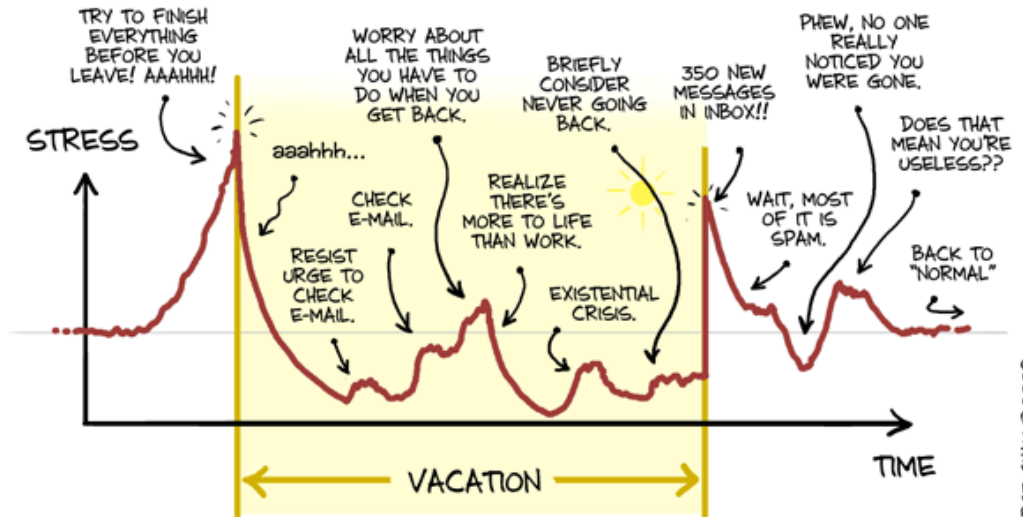 TRY TO FINISH
EVERYTHING
BEFORE YOU
LEAVE! AAAHHH!
STRESS
aaahhh...
RESIST
URGE TO
CHECK
E-MAIL.
CHECK
E-MAIL.
WORRY ABOUT
ALL THE THINGS
YOU HAVE TO
DO WHEN YOU
GET BACK.
REALIZE
THERE'S
MORE TO LIFE
THAN WORK.
EXISTENTIAL
CRISIS.
BRIEFLY
CONSIDER
NEVER GOING
BACK.
350 NEW
MESSAGES
IN INBOX!!
WAIT, MOST
OF IT IS
SPAM.
PHEW, NO ONE
REALLY
NOTICED YOU
WERE GONE.
DOES THAT
MEAN YOU'RE
USELESS??
BACK TO
"NORMAL"
TIME
VACATION